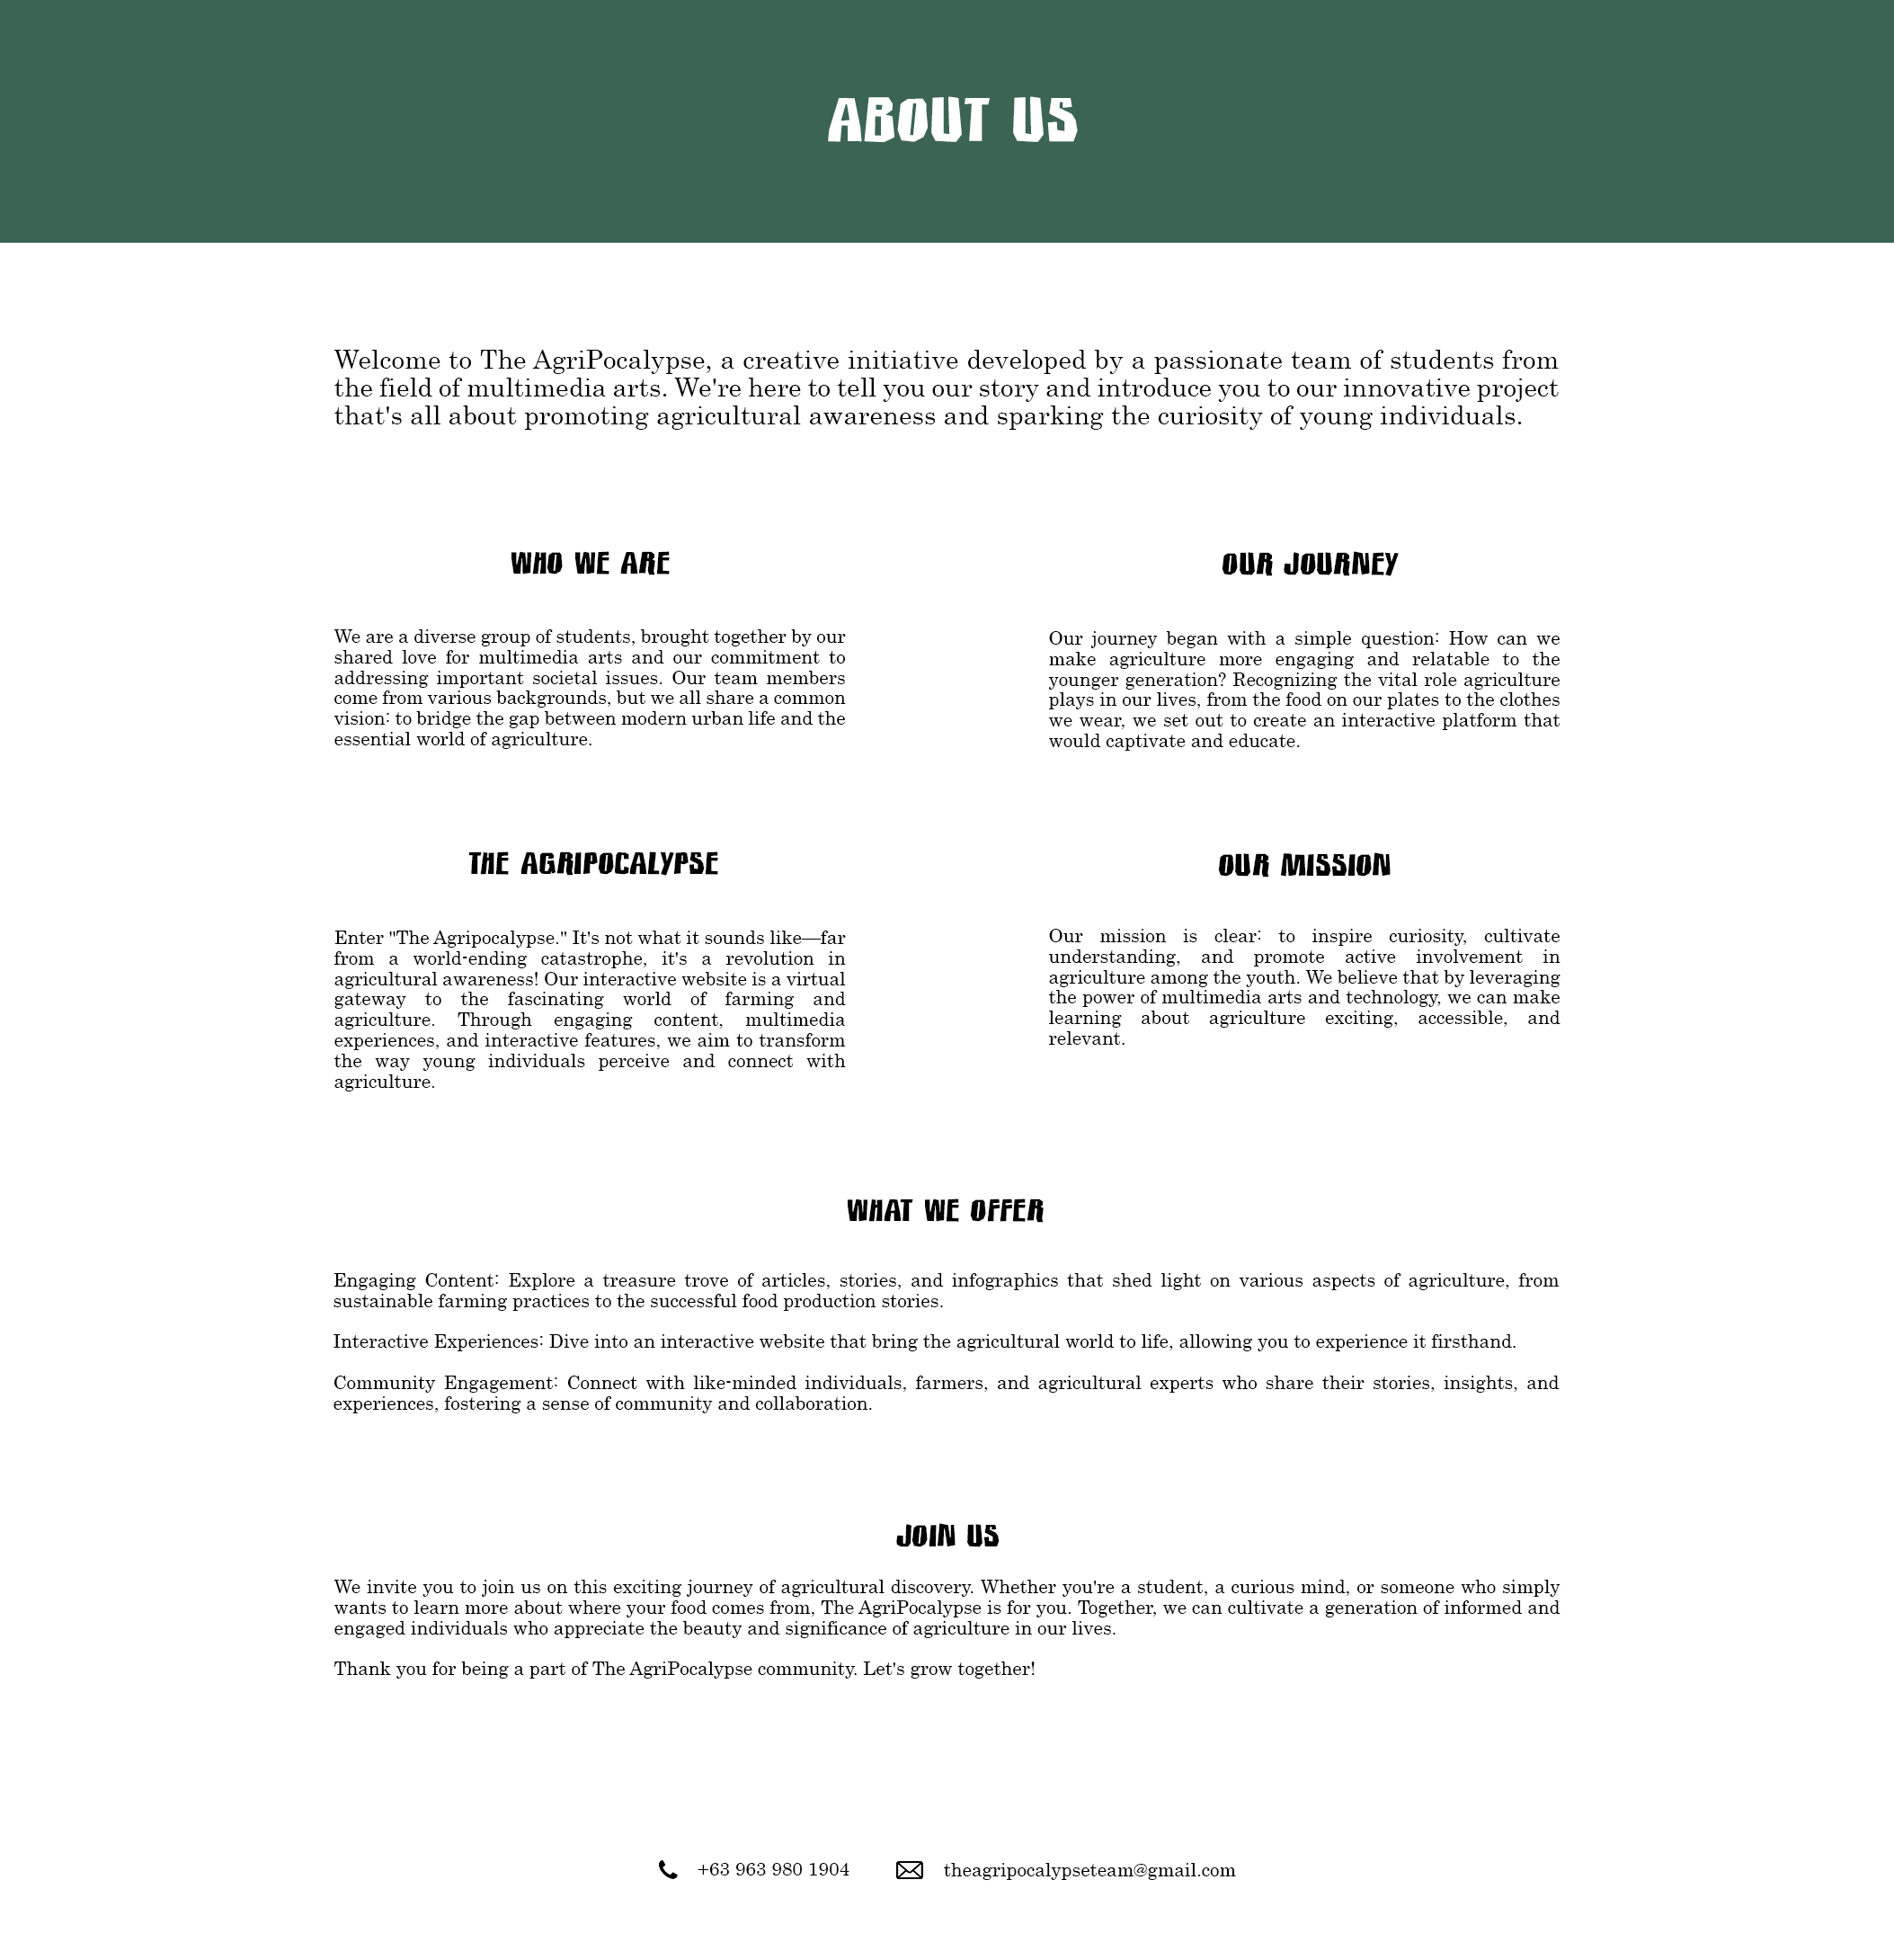 ABOUT US
Welcome to The AgriPocalypse, a creative initiative developed by a passionate team of students from
the field of multimedia arts. We're here to tell you our story and introduce you to our innovative project
that's all about promoting agricultural awareness and sparking the curiosity of young individuals.
WHO WE ARE
We are a diverse group of students, brought together by our
shared love for multimedia arts and our commitment to
addressing important societal issues. Our team members
come from various backgrounds, but we all share a common
vision: to bridge the gap between modern urban life and the
essential world of agriculture.
OUR JOURNEY
Our journey began with a simple question: How can we
make agriculture more engaging and relatable to the
younger generation? Recognizing the vital role agriculture
plays in our lives, from the food on our plates to the clothes
we wear, we set out to create an interactive platform that
would captivate and educate.
THE AGRIPOCALYPSE
Enter "The Agripocalypse." It's not what it sounds like—far
from a world-ending catastrophe, it's a revolution in
agricultural awareness! Our interactive website is a virtual
gateway to the fascinating world of farming and
agriculture. Through engaging content, multimedia
experiences, and interactive features, we aim to transform
the way young individuals perceive and connect with
agriculture.
OUR MISSION
Our mission is clear: to inspire curiosity, cultivate
understanding, and promote active involvement in
agriculture among the youth. We believe that by leveraging
the power of multimedia arts and technology, we can make
learning about agriculture exciting, accessible, and
relevant.
WHAT WE OFFER
Engaging Content: Explore a treasure trove of articles, stories, and infographics that shed light on various aspects of agriculture, from
sustainable farming practices to the successful food production stories.
Interactive Experiences: Dive into an interactive website that bring the agricultural world to life, allowing you to experience it firsthand.
Community Engagement: Connect with like-minded individuals, farmers, and agricultural experts who share their stories, insights, and
experiences, fostering a sense of community and collaboration.
JOIN US
We invite you to join us on this exciting journey of agricultural discovery. Whether you're a student, a curious mind, or someone who simply
wants to learn more about where your food comes from, The AgriPocalypse is for you. Together, we can cultivate a generation of informed and
engaged individuals who appreciate the beauty and significance of agriculture in our lives.
Thank you for being a part of The AgriPocalypse community. Let's grow together!
+63 963 980 1904
theagripocalypseteam@gmail.com